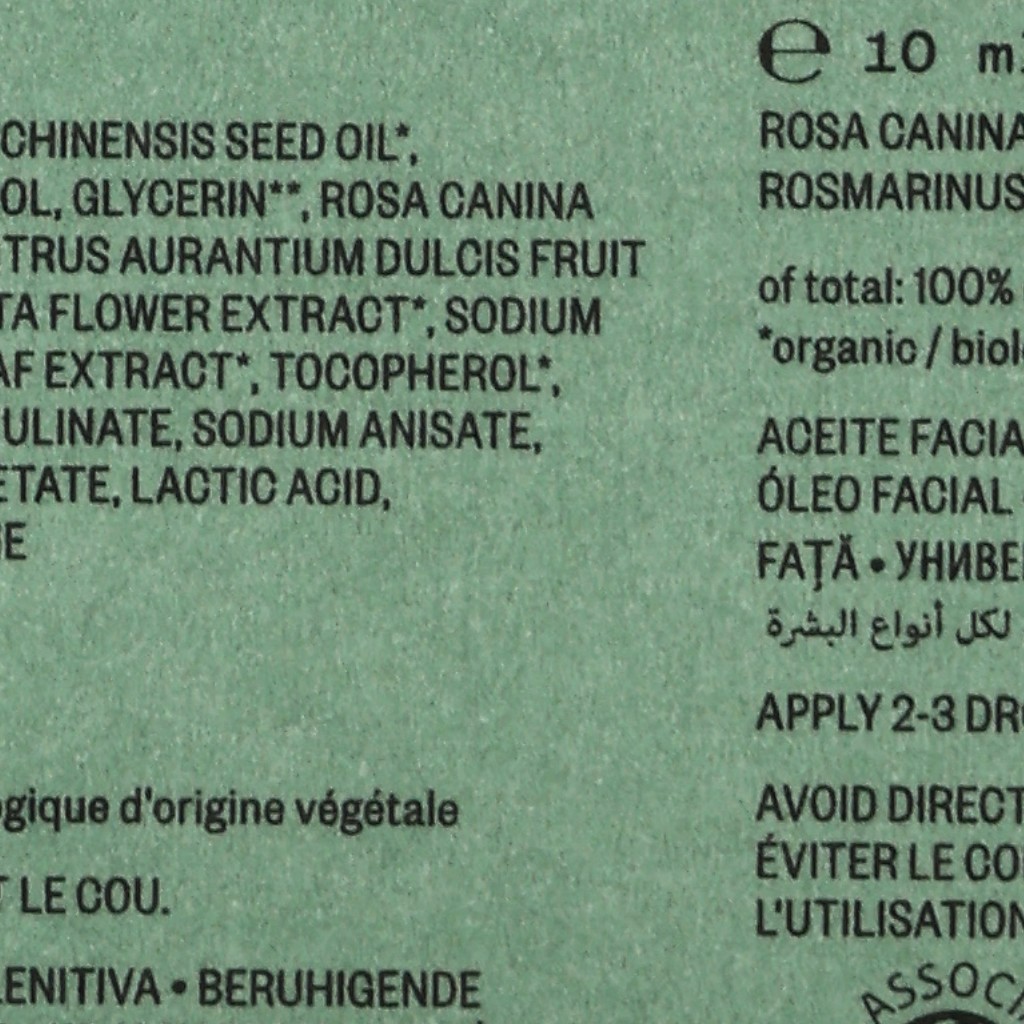 CHINENSIS SEED OIL*,
OL, GLYCERIN**, ROSA CANINA
TRUS AURANTIUM DULCIS FRUIT
TA FLOWER EXTRACT*, SODIUM
AF EXTRACT*, TOCOPHEROL*,
ULINATE, SODIUM ANISATE,
ETATE, LACTIC ACID,
E
gique d'origine végétale
T LE COU.
LENITIVA • BERUHIGENDE
℮ 10 ml
ROSA CANINA
ROSMARINUS
of total: 100%
*organic / biol
ACEITE FACIA
ÓLEO FACIAL
FAȚĂ • УНИВЕ
لكل أنواع البشرة
APPLY 2-3 DR
AVOID DIRECT
ÉVITER LE CO
L'UTILISATION
ASSOC